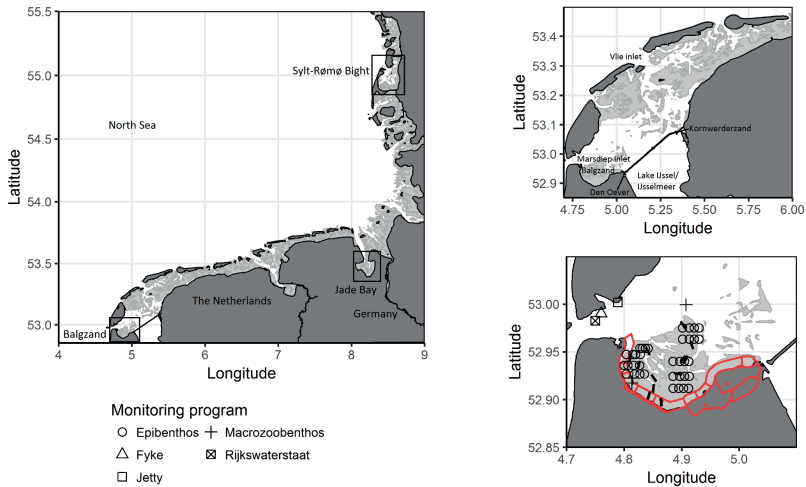 55.5
55.0
54.5
54.0
53.5
53.0
Latitude
4
5
6
7
8
9
Longitude
Sylt-Rømø Bight
North Sea
The Netherlands
Jade Bay
Germany
Balgzand
53.4
53.3
53.2
53.1
53.0
52.9
Latitude
4.75
5.00
5.25
5.50
5.75
6.00
Longitude
Vlie inlet
Kornwerderzand
Marsdiep inlet
Balgzand
Lake IJssel/
IJsselmeer
Den Oever
53.00
52.95
52.90
52.85
Latitude
4.7
4.8
4.9
5.0
Longitude
Monitoring program
Epibenthos
Macrozoobenthos
Fyke
Rijkswaterstaat
Jetty